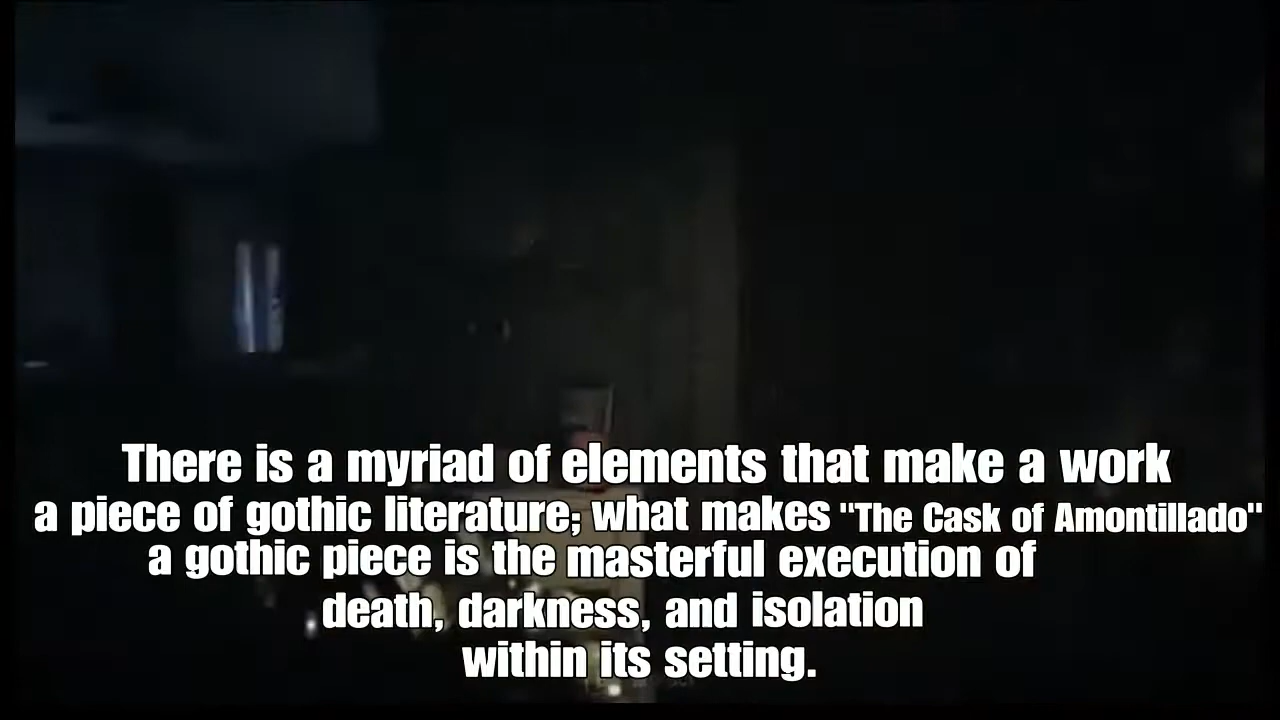 There is a myriad of elements that make a work
a piece of gothic literature; what makes "The Cask of Amontillado"
a gothic piece is the masterful execution of
death, darkness, and isolation
within its setting.